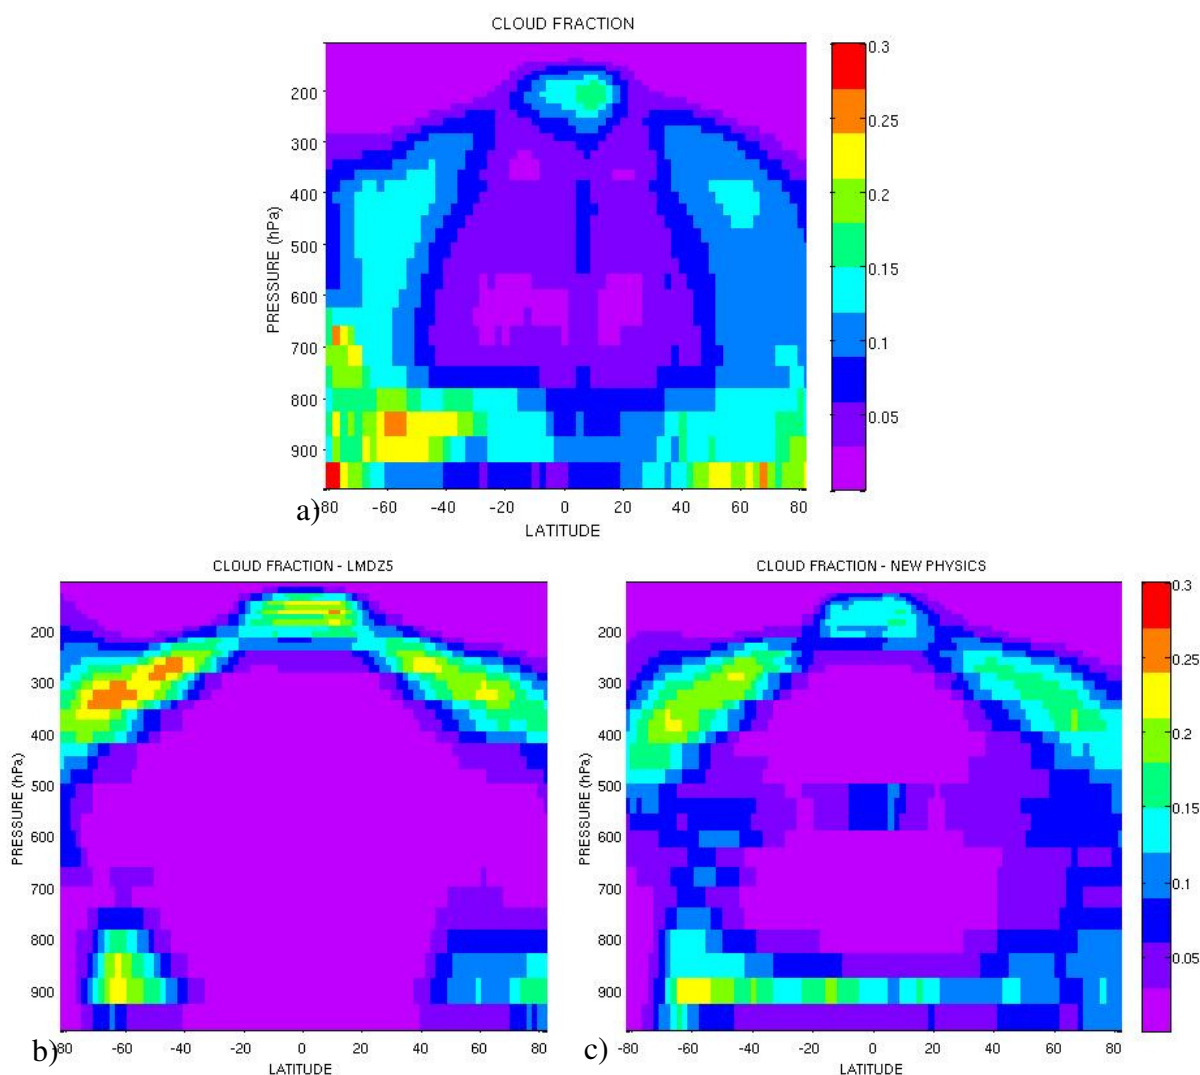 CLOUD FRACTION
0.3
0.25
0.2
0.15
0.1
0.05
200
300
400
500
600
700
800
900
PRESSURE (hPa)
-80 -60 -40 -20 0 20 40 60 80
LATITUDE
a)
CLOUD FRACTION - LMDZ5
200
300
400
500
600
700
800
900
PRESSURE (hPa)
-80 -60 -40 -20 0 20 40 60 80
LATITUDE
b)
CLOUD FRACTION - NEW PHYSICS
200
300
400
500
600
700
800
900
PRESSURE (hPa)
-80 -60 -40 -20 0 20 40 60 80
LATITUDE
c)
0.3
0.25
0.2
0.15
0.1
0.05